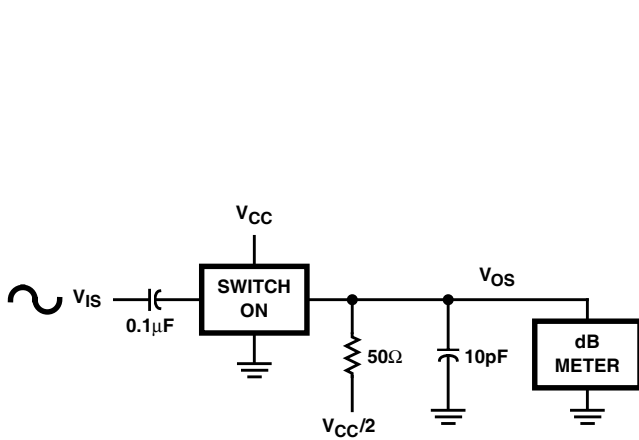 VCC
VIS
SWITCH
ON
VOS
0.1μF
50Ω
10pF
dB
METER
VCC/2